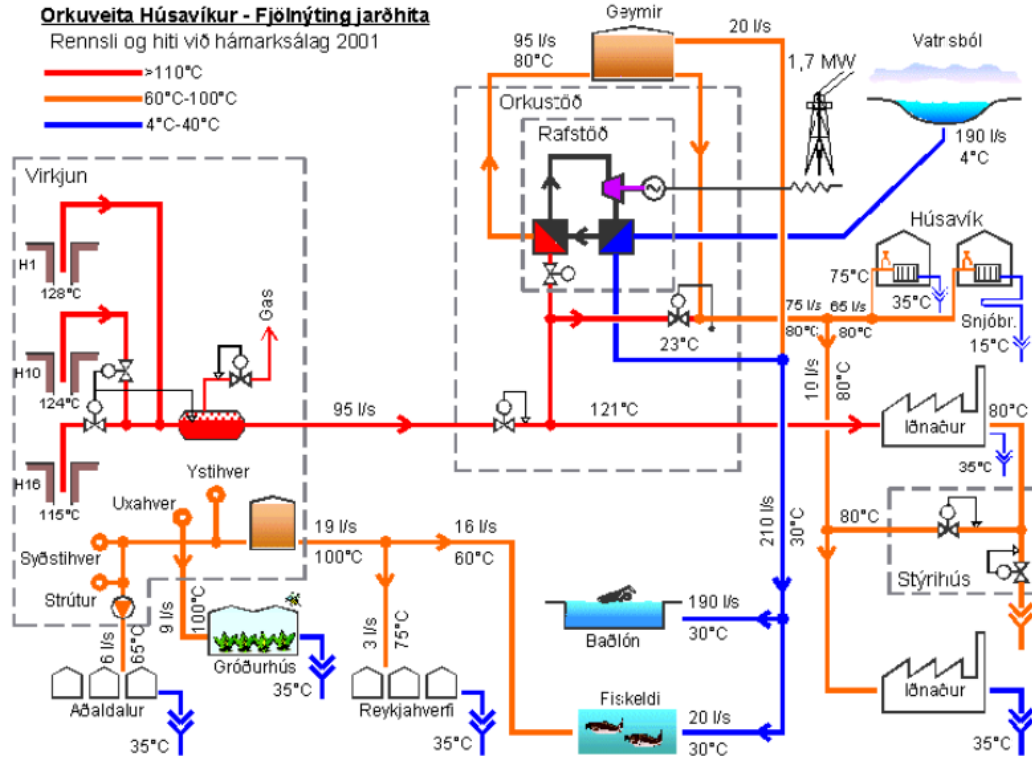 Orkuveita Húsavíkur - Fjölnýting jarðhita
Rennsli og hiti við hámarksálag 2001
>110°C
60°C-100°C
4°C-40°C
Geymir
95 l/s
80°C
20 l/s
1,7 MW
Vatnsból
190 l/s
4°C
Orkustöð
Rafstöð
Virkjun
H1
128°C
H10
124°C
H16
115°C
Gas
95 l/s
121°C
23°C
75 l/s
80°C
65 l/s
80°C
10 l/s
80°C
Húsavík
75°C
35°C
Snjóbr.
15°C
Iðnaður
80°C
35°C
80°C
Stýrihús
Iðnaður
35°C
Ystihver
Uxahver
Syðstihver
Strútur
19 l/s
100°C
16 l/s
60°C
6 l/s
65°C
9 l/s
100°C
3 l/s
75°C
210 l/s
30°C
Gróðurhús
35°C
Aðaldalur
35°C
Reykjahverfi
35°C
Baðlón
190 l/s
30°C
Fiskeldi
20 l/s
30°C